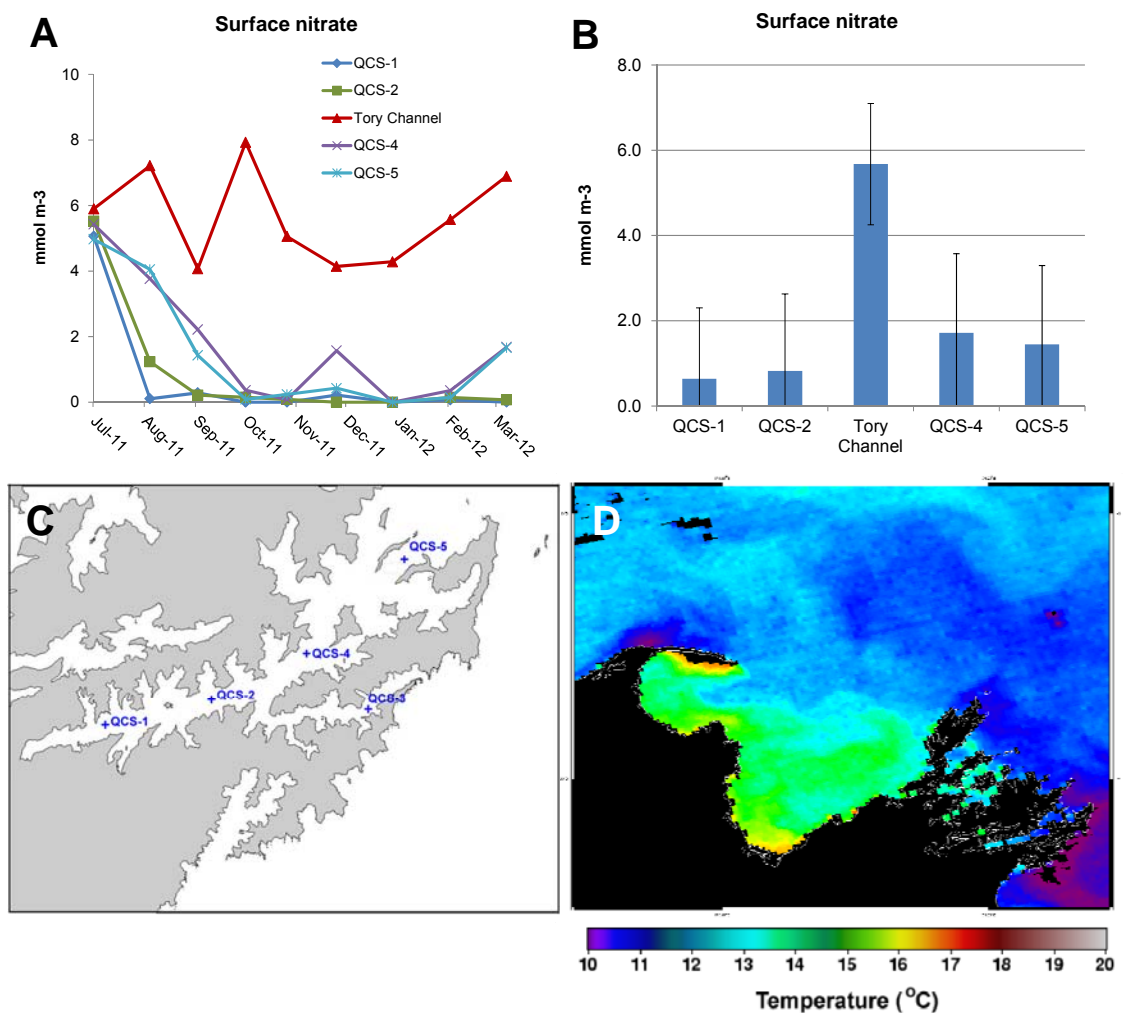 A
Surface nitrate
QCS-1
QCS-2
Tory Channel
QCS-4
QCS-5
mmol m-3
10
8
6
4
2
0
Jul-11
Aug-11
Sep-11
Oct-11
Nov-11
Dec-11
Jan-12
Feb-12
Mar-12
B
Surface nitrate
mmol m-3
8.0
6.0
4.0
2.0
0.0
QCS-1
QCS-2
Tory
Channel
QCS-4
QCS-5
C
QCS-5
QCS-4
QCS-3
QCS-2
QCS-1
D
10 11 12 13 14 15 16 17 18 19 20
Temperature (°C)